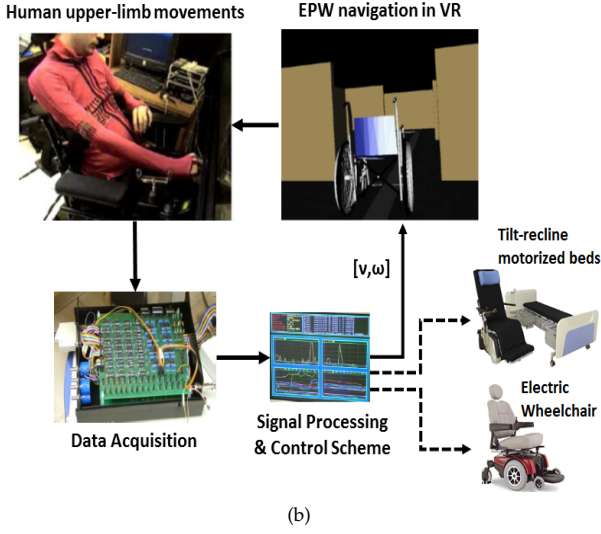 Human upper-limb movements
EPW navigation in VR
[v,ω]
Tilt-recline
motorized beds
Data Acquisition
Signal Processing
& Control Scheme
Electric
Wheelchair
(b)